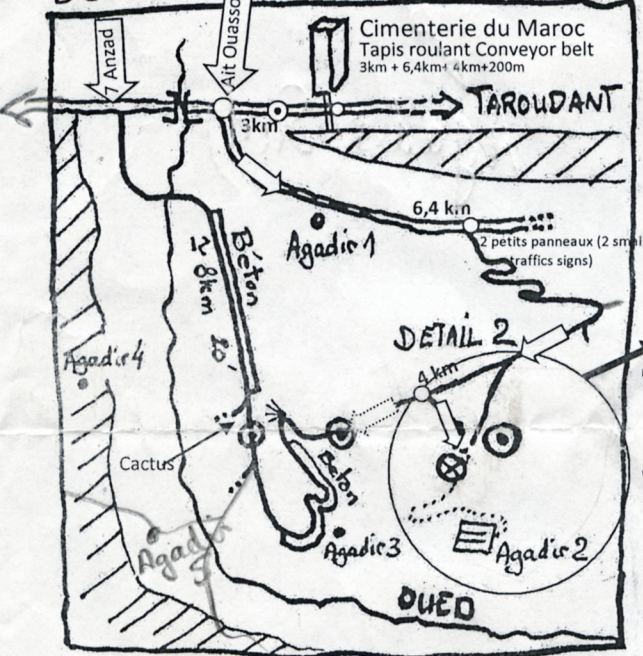 7 Anzad
Ait Ouasso
Cimenterie du Maroc
Tapis roulant Conveyor belt
3km + 6,4km+ 4km+200m
TAROUDANT
3km
6,4 km
2 petits panneaux (2 smal
traffics signs)
Agadir 1
Béton
~ 8km
20'
DETAIL 2
Agadir 4
4 km
Cactus
Béton
Agadir 3
Agadir 2
Agadir
5
OUED